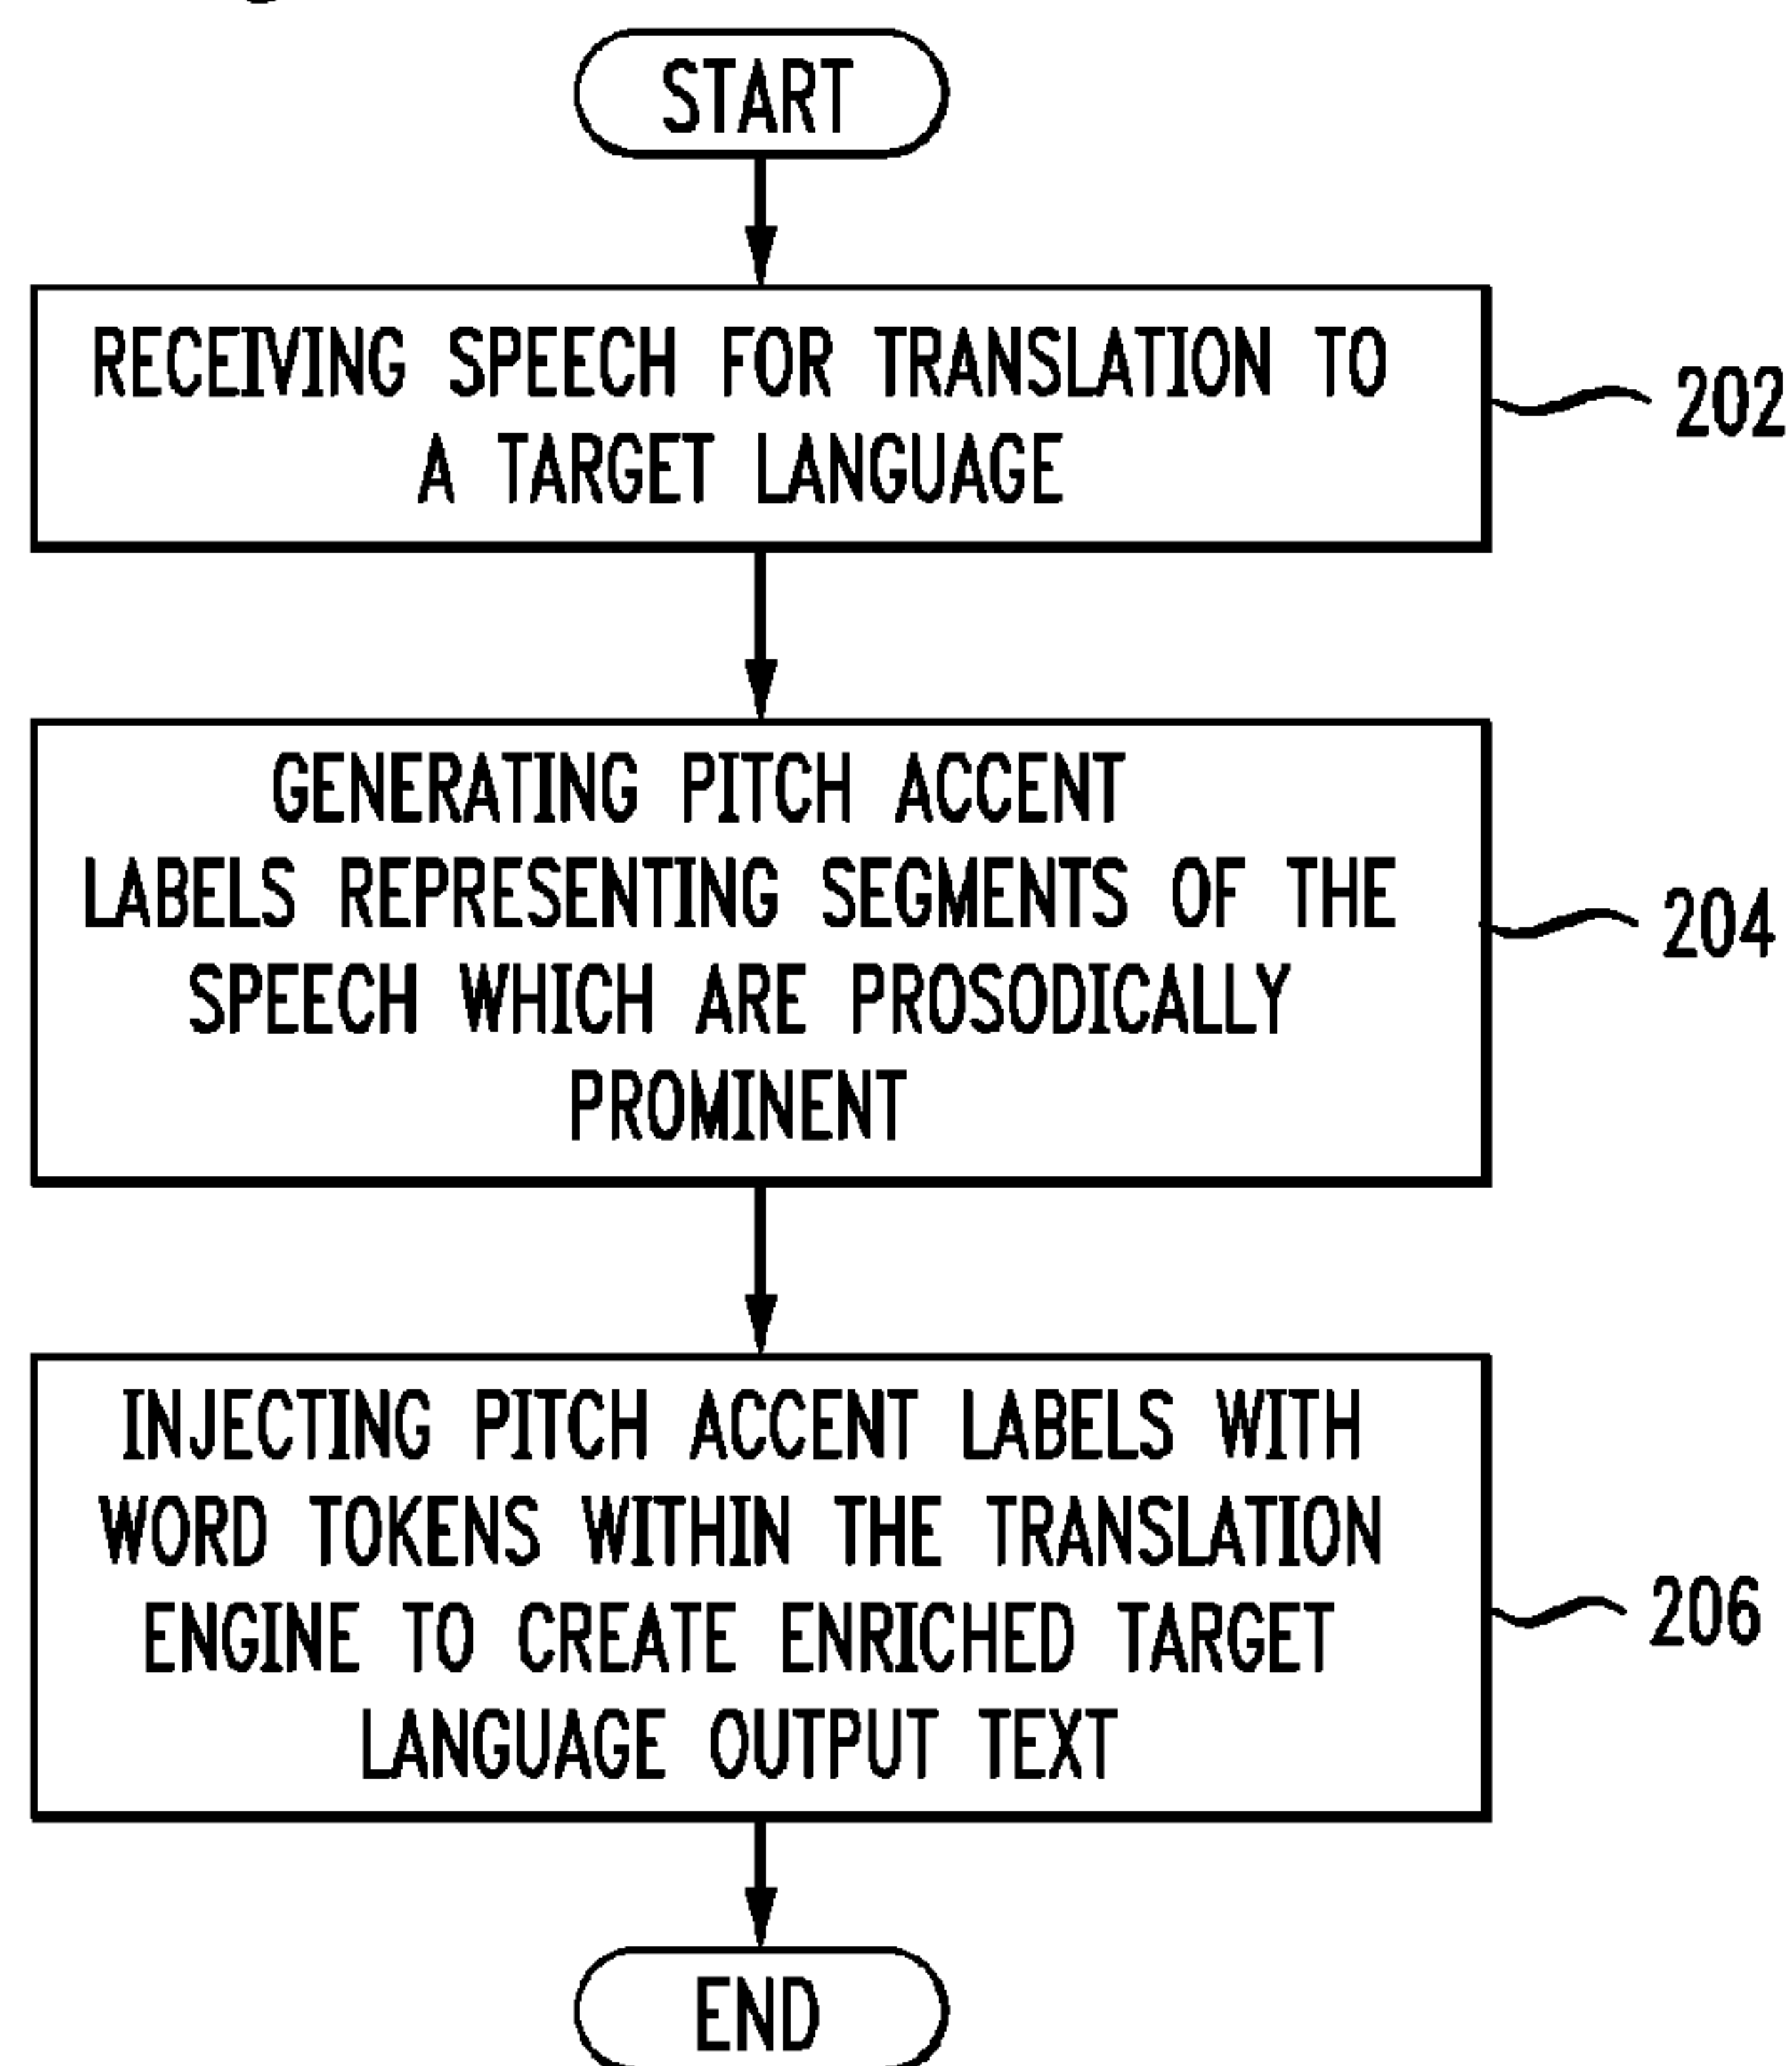 START
RECEIVING SPEECH FOR TRANSLATION TO
A TARGET LANGUAGE
202
GENERATING PITCH ACCENT
LABELS REPRESENTING SEGMENTS OF THE
SPEECH WHICH ARE PROSODICALLY
PROMINENT
204
INJECTING PITCH ACCENT LABELS WITH
WORD TOKENS WITHIN THE TRANSLATION
ENGINE TO CREATE ENRICHED TARGET
LANGUAGE OUTPUT TEXT
206
END